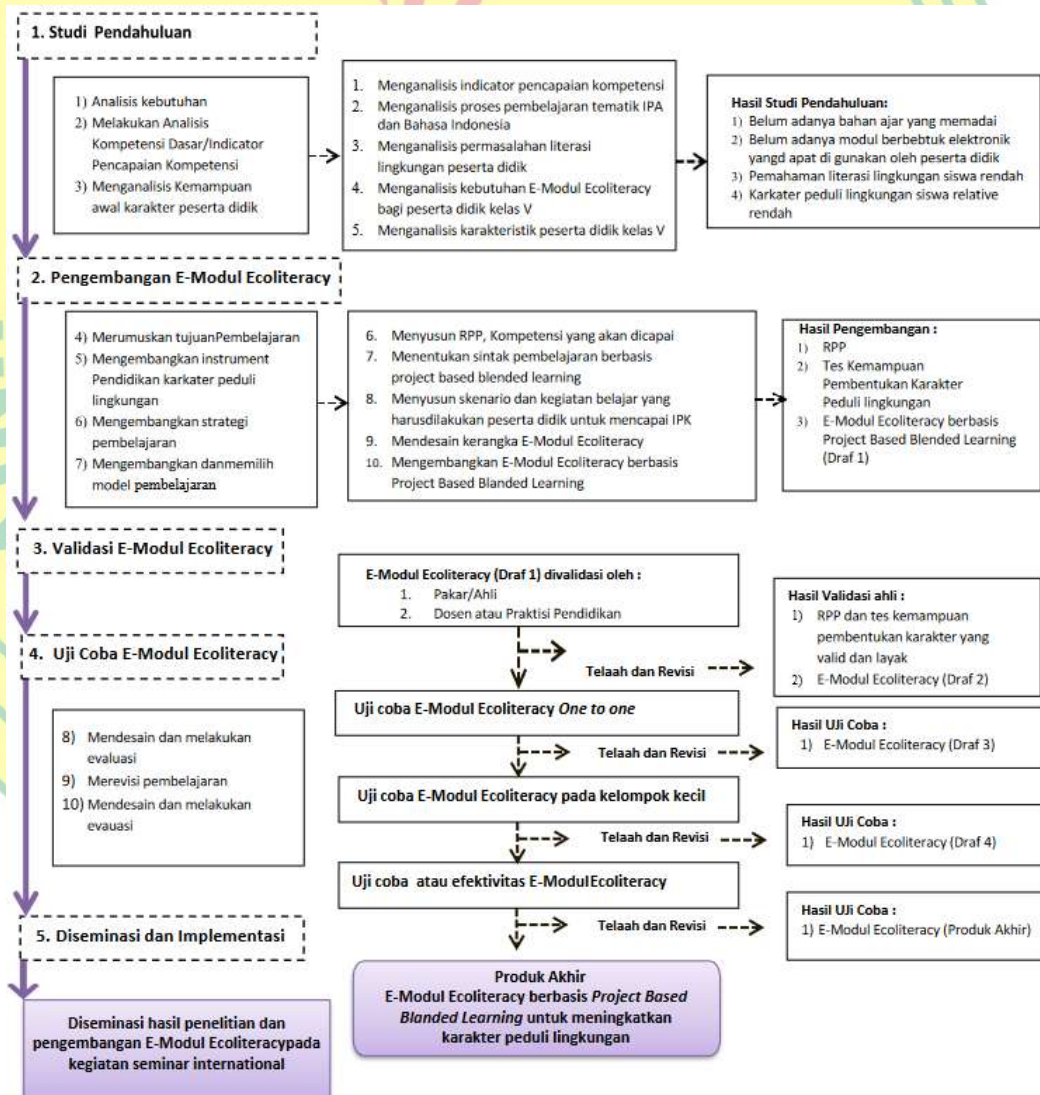 1. Studi Pendahuluan
1) Analisis kebutuhan
2) Melakukan Analisis
Kompetensi Dasar/Indicator
Pencapaian Kompetensi
3) Menganalisis Kemampuan
awal karakter peserta didik
1. Menganalisis indicator pencapaian kompetensi
2. Menganalisis proses pembelajaran tematik IPA
dan Bahasa Indonesia
3. Menganalisis permasalahan literasi
lingkungan peserta didik
4. Menganalisis kebutuhan E-Modul Ecoliteracy
bagi peserta didik kelas V
5. Menganalisis karakteristik peserta didik kelas V
Hasil Studi Pendahuluan:
1) Belum adanya bahan ajar yang memadai
2) Belum adanya modul berbebtuk elektronik
yangd apat di gunakan oleh peserta didik
3) Pemahaman literasi lingkungan siswa rendah
4) Karkater peduli lingkungan siswa relative
rendah
2. Pengembangan E-Modul Ecoliteracy
4) Merumuskan tujuanPembelajaran
5) Mengembangkan instrument
Pendidikan karkater peduli
lingkungan
6) Mengembangkan strategi
pembelajaran
7) Mengembangkan danmemilih
model pembelajaran
6. Menyusun RPP, Kompetensi yang akan dicapai
7. Menentukan sintak pembelajaran berbasis
project based blended learning
8. Menyusun skenario dan kegiatan belajar yang
harusdilakukan peserta didik untuk mencapai IPK
9. Mendesain kerangka E-Modul Ecoliteracy
10. Mengembangkan E-Modul Ecoliteracy berbasis
Project Based Blanded Learning
Hasil Pengembangan :
1) RPP
2) Tes Kemampuan
Pembentukan Karakter
Peduli lingkungan
3) E-Modul Ecoliteracy berbasis
Project Based Blended Learning
(Draf 1)
3. Validasi E-Modul Ecoliteracy
E-Modul Ecoliteracy (Draf 1) divalidasi oleh :
1. Pakar/Ahli
2. Dosen atau Praktisi Pendidikan
Telaah dan Revisi
Hasil Validasi ahli :
1) RPP dan tes kemampuan
pembentukan karakter yang
valid dan layak
2) E-Modul Ecoliteracy (Draf 2)
4. Uji Coba E-Modul Ecoliteracy
8) Mendesain dan melakukan
evaluasi
9) Merevisi pembelajaran
10) Mendesain dan melakukan
evauasi
Uji coba E-Modul Ecoliteracy One to one
Telaah dan Revisi
Hasil UJi Coba :
1) E-Modul Ecoliteracy (Draf 3)
Uji coba E-Modul Ecoliteracy pada kelompok kecil
Telaah dan Revisi
Hasil UJi Coba :
1) E-Modul Ecoliteracy (Draf 4)
Uji coba atau efektivitas E-ModulEcoliteracy
Telaah dan Revisi
Hasil UJi Coba :
1) E-Modul Ecoliteracy (Produk Akhir)
5. Diseminasi dan Implementasi
Diseminasi hasil penelitian dan
pengembangan E-Modul Ecoliteracypada
kegiatan seminar international
Produk Akhir
E-Modul Ecoliteracy berbasis Project Based
Blanded Learning untuk meningkatkan
karakter peduli lingkungan